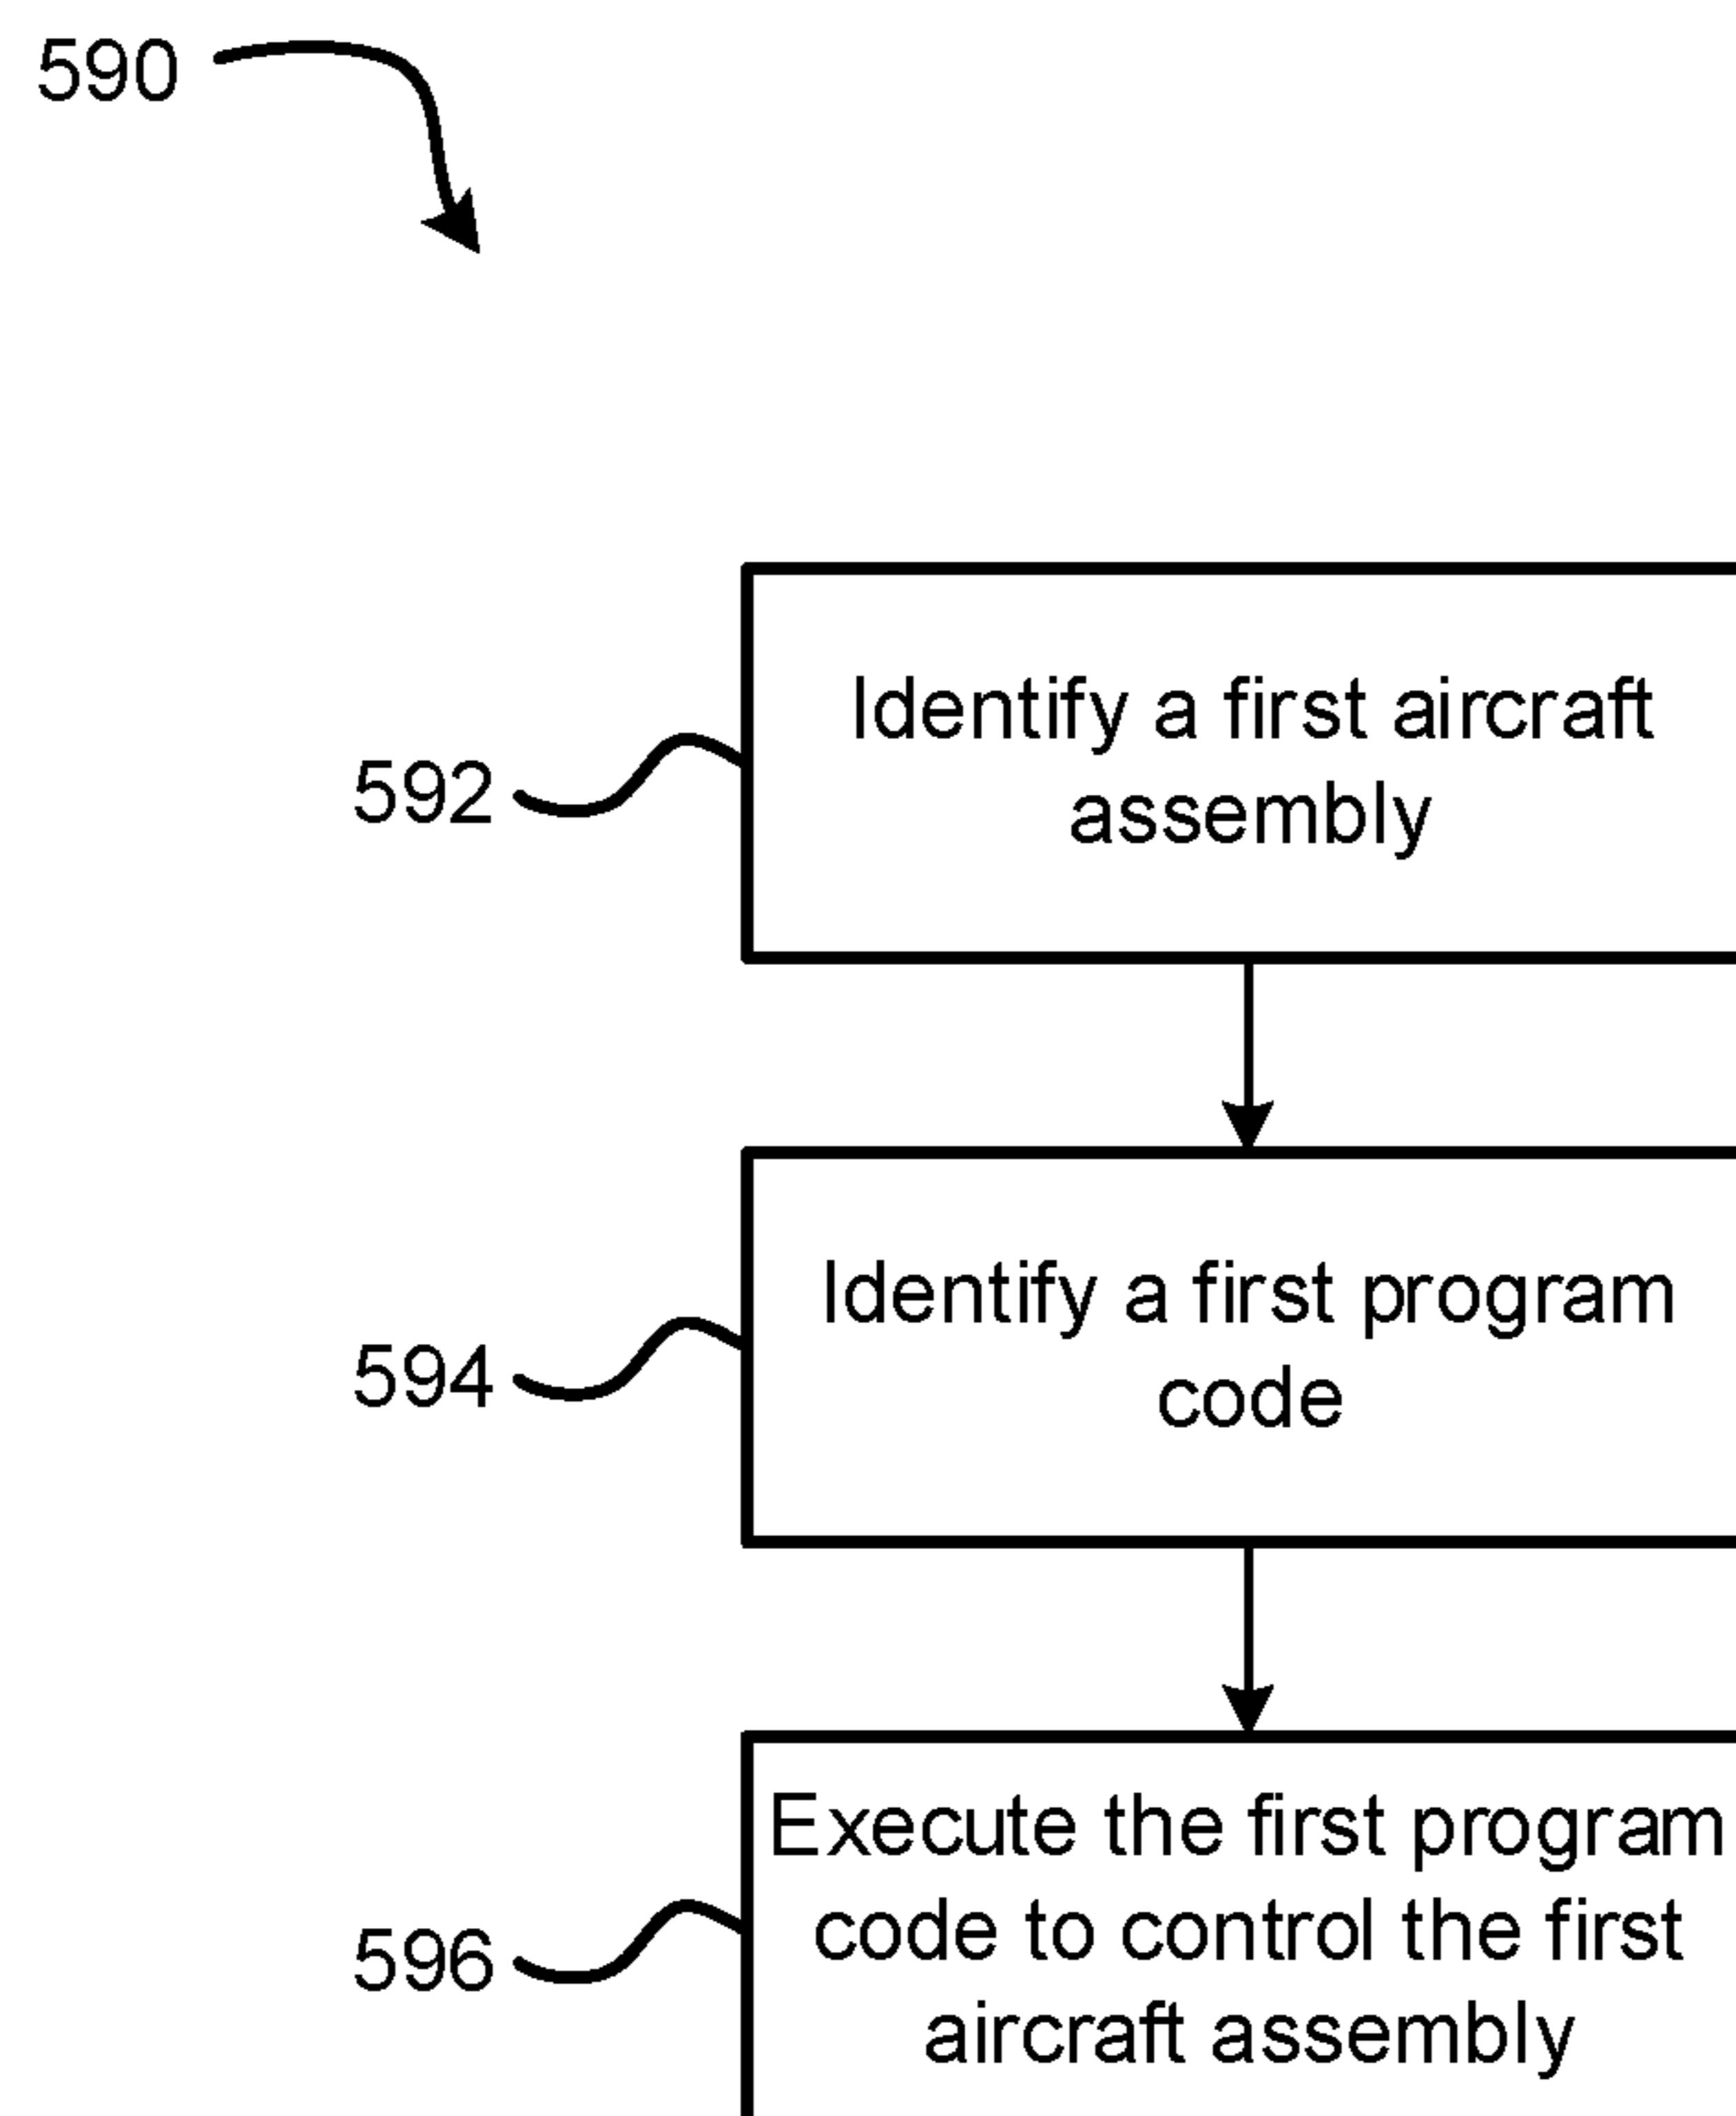 590
592
Identify a first aircraft
assembly
594
Identify a first program
code
596
Execute the first program
code to control the first
aircraft assembly